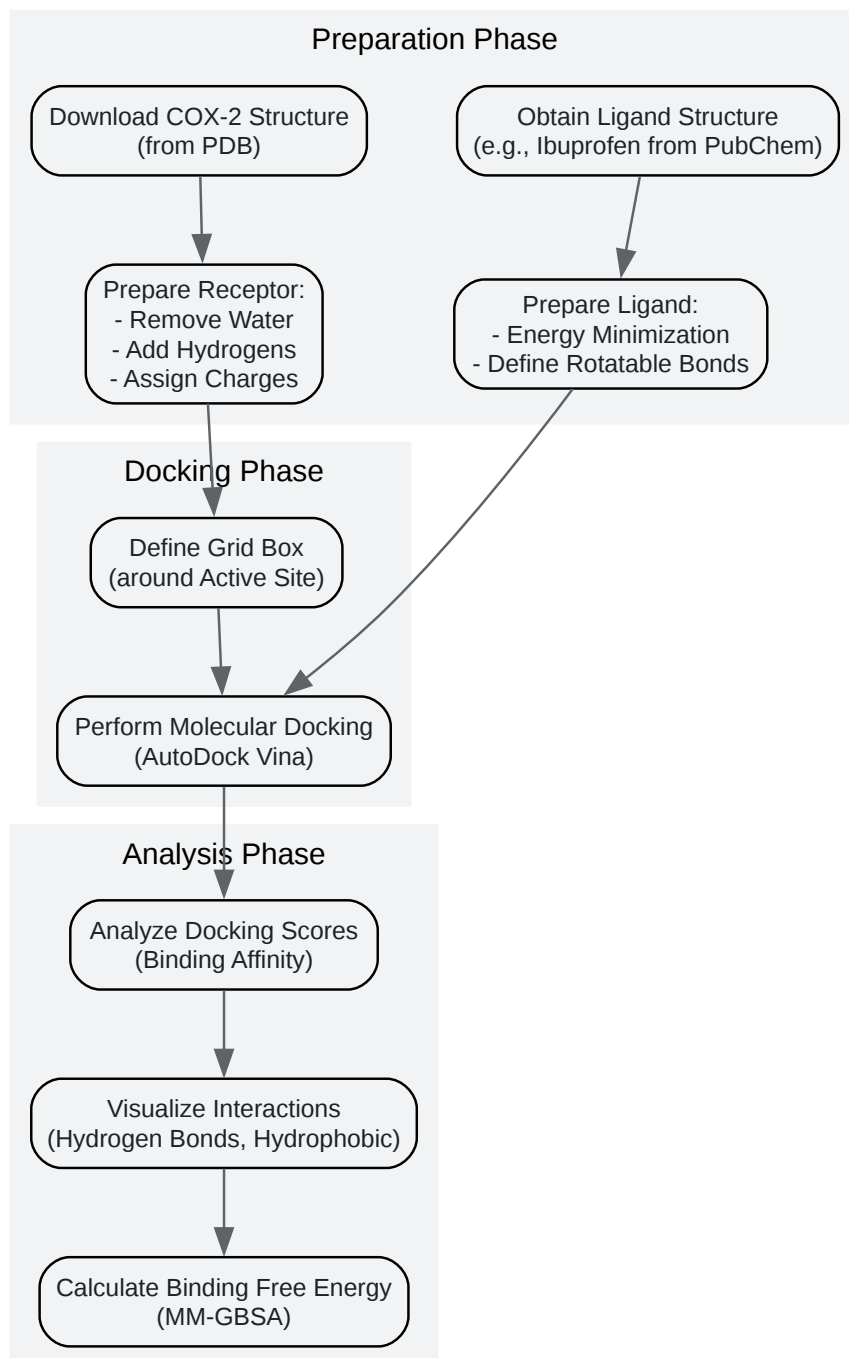 Preparation Phase
Download COX-2 Structure
(from PDB)
Obtain Ligand Structure
(e.g., Ibuprofen from PubChem)
Prepare Receptor:
- Remove Water
- Add Hydrogens
- Assign Charges
Prepare Ligand:
- Energy Minimization
- Define Rotatable Bonds
Docking Phase
Define Grid Box
(around Active Site)
Perform Molecular Docking
(AutoDock Vina)
Analysis Phase
Analyze Docking Scores
(Binding Affinity)
Visualize Interactions
(Hydrogen Bonds, Hydrophobic)
Calculate Binding Free Energy
(MM-GBSA)